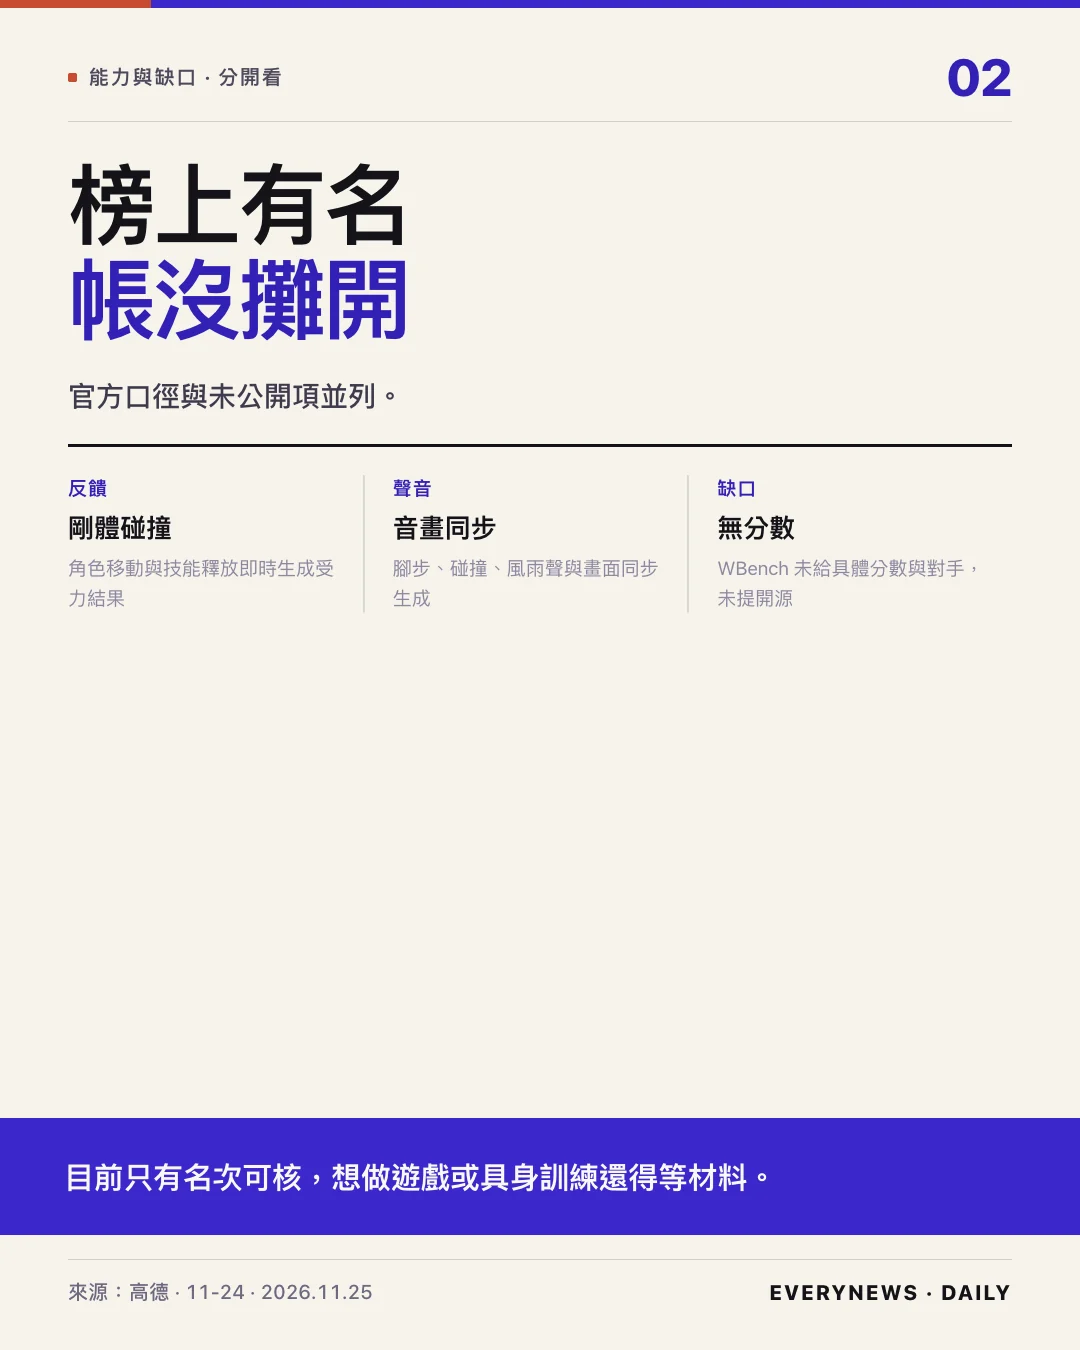 能力與缺口 · 分開看
02
榜上有名
帳沒攤開
官方口徑與未公開項並列。
反饋
剛體碰撞
角色移動與技能釋放即時生成受
力結果
聲音
音畫同步
腳步、碰撞、風雨聲與畫面同步
生成
缺口
無分數
WBench 未給具體分數與對手，
未提開源
目前只有名次可核，想做遊戲或具身訓練還得等材料。
來源：高德 · 11-24 · 2026.11.25
EVERYNEWS · DAILY